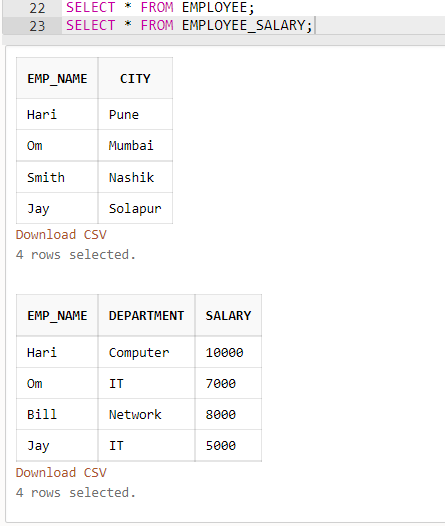 22 SELECT * FROM EMPLOYEE;
23 SELECT * FROM EMPLOYEE_SALARY;
EMP_NAME CITY
Hari Pune
Om Mumbai
Smith Nashik
Jay Solapur
Download CSV
4 rows selected.
EMP_NAME DEPARTMENT SALARY
Hari Computer 10000
Om IT 7000
Bill Network 8000
Jay IT 5000
Download CSV
4 rows selected.